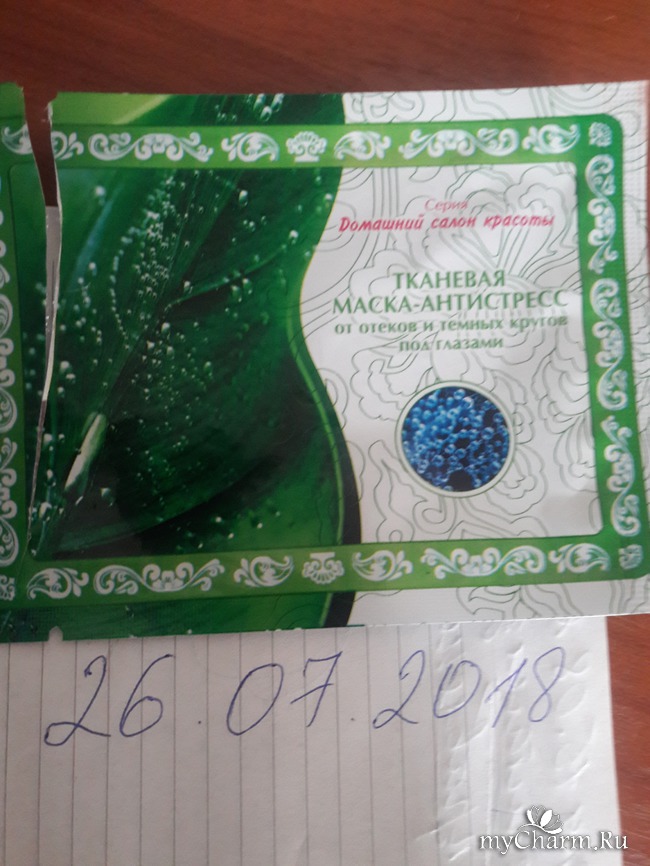 Серия
Домашний салон красоты
ТКАНЕВАЯ
МАСКА-АНТИСТРЕСС
от отеков и темных кругов
под глазами
26.07.2018
myCharm.Ru